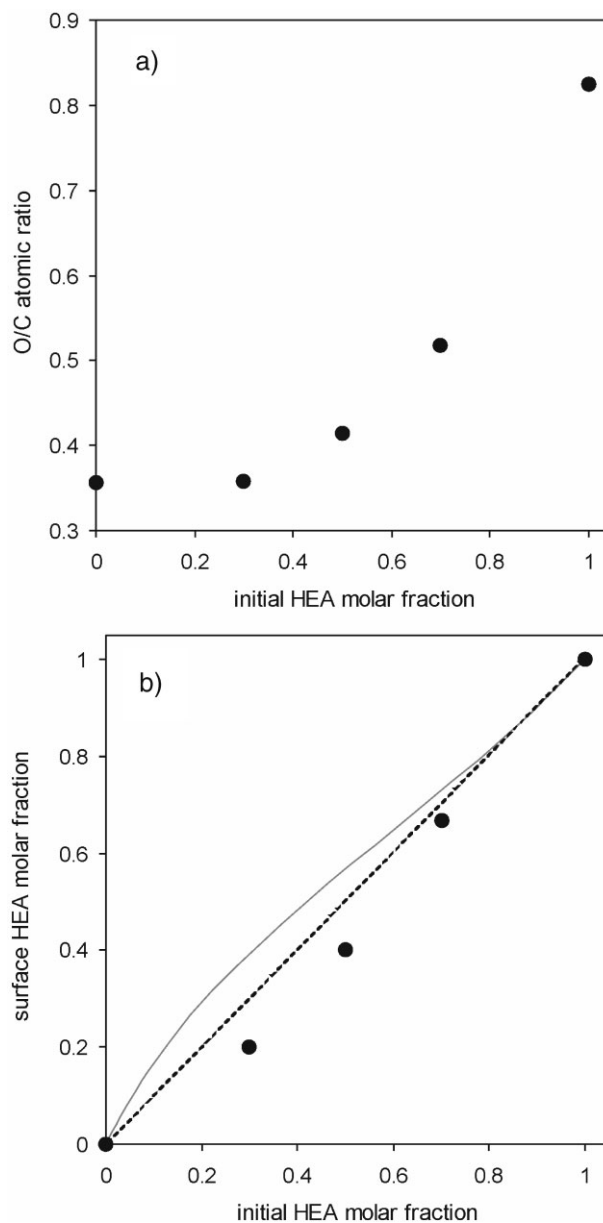 a)
0.9
0.8
0.7
0.6
0.5
0.4
0.3
O/C atomic ratio
0 0.2 0.4 0.6 0.8 1
initial HEA molar fraction
b)
1
0.8
0.6
0.4
0.2
0
surface HEA molar fraction
0 0.2 0.4 0.6 0.8 1
initial HEA molar fraction